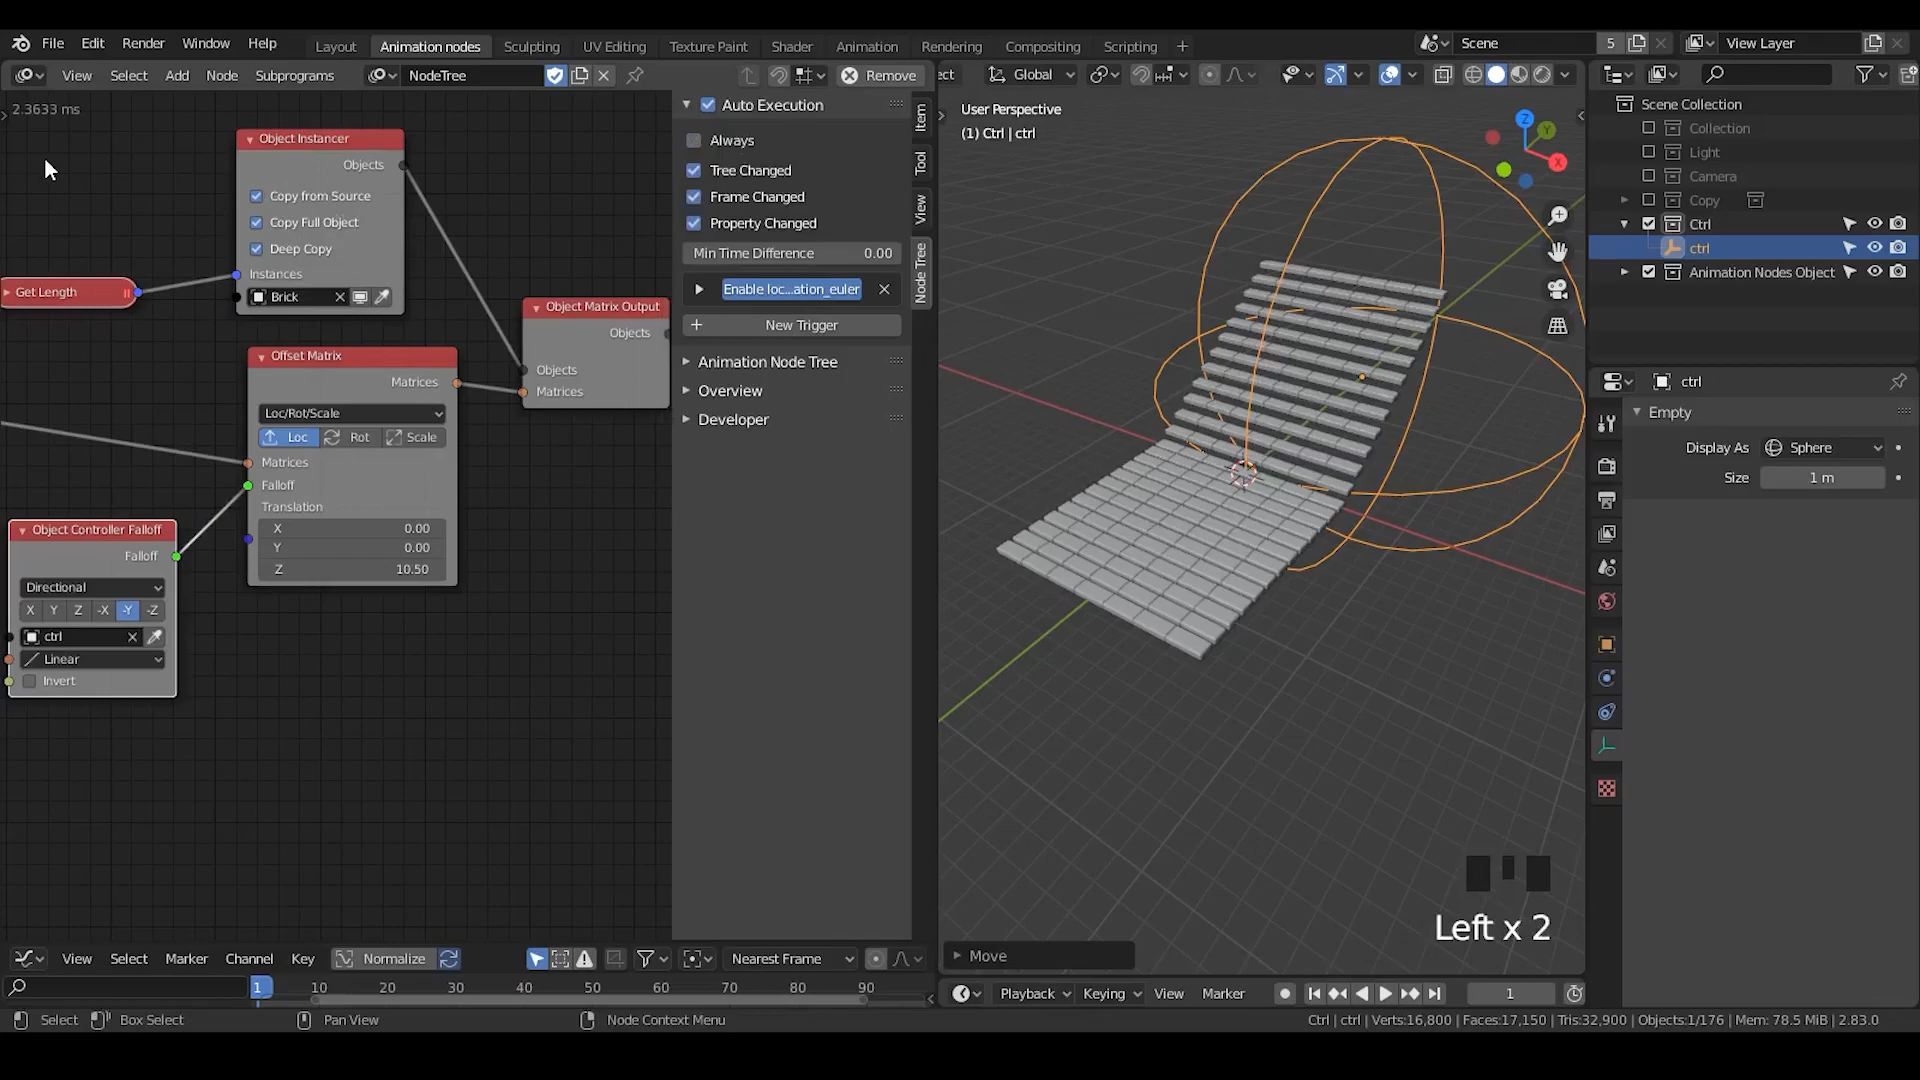 File Edit Render Window Help Layout Animation nodes Sculpting UV Editing Texture Paint Shader Animation Rendering Compositing Scripting + Scene 5 View Layer
View Select Add Node Subprograms NodeTree Remove ect Global
2.3633 ms
Object Instancer
Objects
Copy from Source
Copy Full Object
Deep Copy
Instances
Brick
Get Length
Offset Matrix
Matrices
Loc/Rot/Scale
Loc Rot Scale
Matrices
Falloff
Translation
X 0.00
Y 0.00
Z 10.50
Object Matrix Output
Objects
Objects
Matrices
Object Controller Falloff
Falloff
Directional
X Y Z -X -Y -Z
ctrl
Linear
Invert
Auto Execution
Always
Tree Changed
Frame Changed
Property Changed
Min Time Difference 0.00
Enable loc...ation_euler
New Trigger
Animation Node Tree
Overview
Developer
Item
Tool
View
Node Tree
User Perspective
(1) Ctrl | ctrl
Z
Y
X
Left x 2
Move
Scene Collection
Collection
Light
Camera
Copy
Ctrl
ctrl
Animation Nodes Object
ctrl
Empty
Display As Sphere
Size 1 m
View Select Marker Channel Key Normalize Nearest Frame
1 10 20 30 40 50 60 70 80 90
Playback Keying View Marker 1
Select Box Select Pan View Node Context Menu Ctrl | ctrl | Verts:16,800 | Faces:17,150 | Tris:32,900 | Objects:1/176 | Mem: 78.5 MiB | 2.83.0